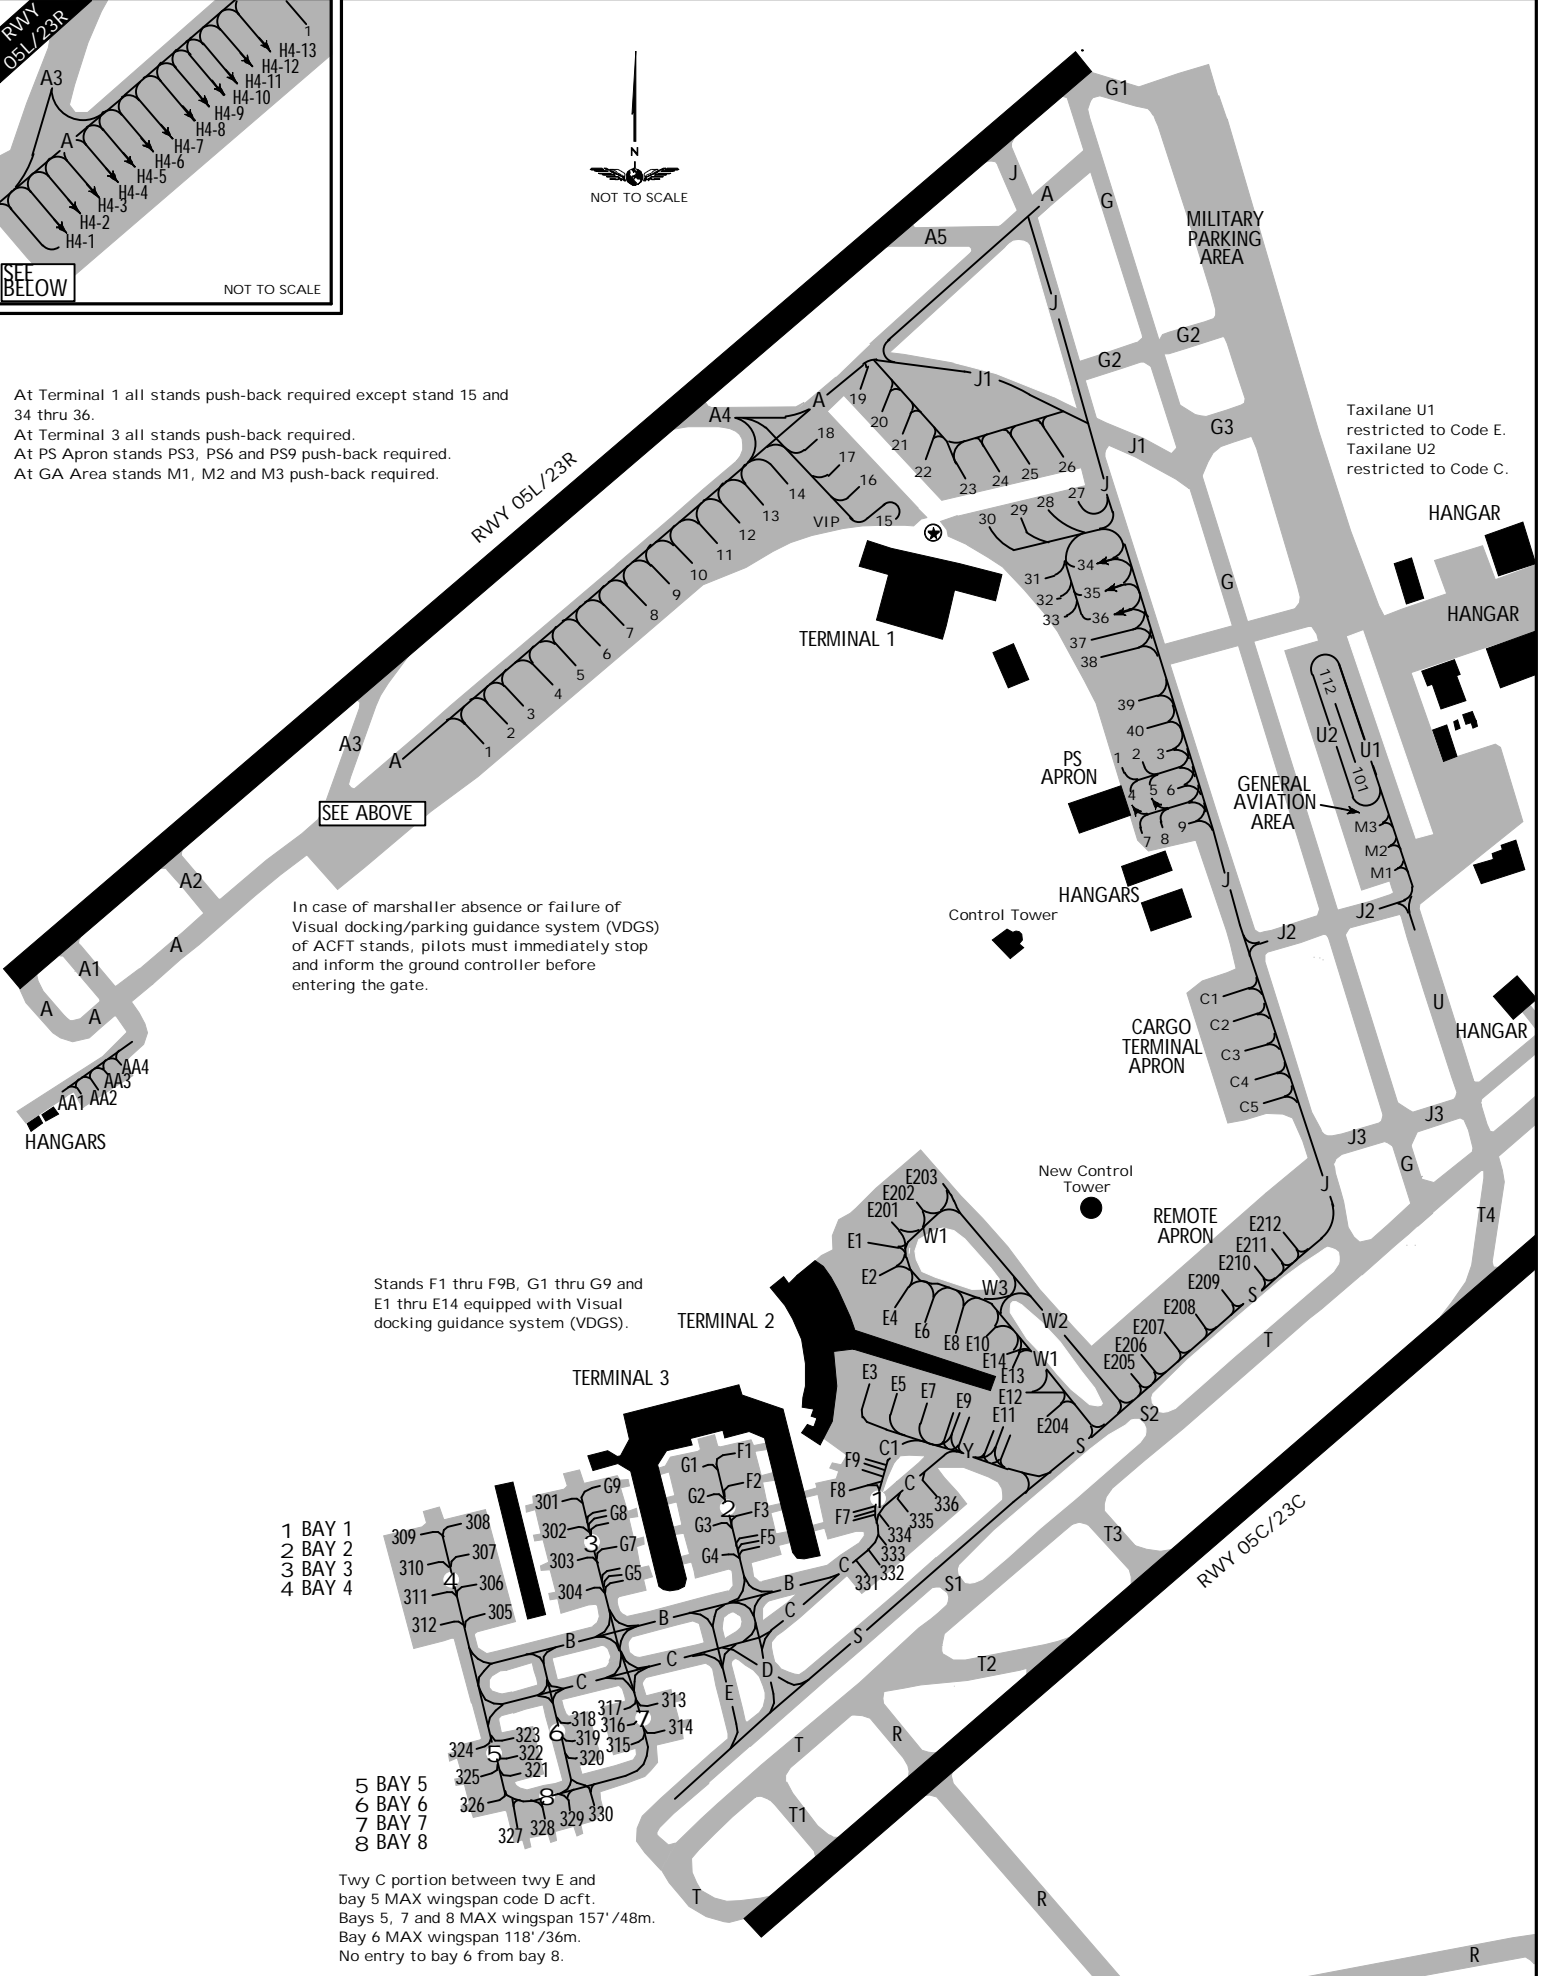 RWY
05L/23R
A3
A
1
H4-13
H4-12
H4-11
H4-10
H4-9
H4-8
H4-7
H4-6
H4-5
H4-4
H4-3
H4-2
H4-1
SEE
BELOW
NOT TO SCALE
N
NOT TO SCALE
G1
J
A
G
A5
MILITARY
PARKING
AREA
J
G2
G2
J1
At Terminal 1 all stands push-back required except stand 15 and
34 thru 36.
At Terminal 3 all stands push-back required.
At PS Apron stands PS3, PS6 and PS9 push-back required.
At GA Area stands M1, M2 and M3 push-back required.
Taxilane U1
restricted to Code E.
Taxilane U2
restricted to Code C.
A4
A
19
20
21
22
23
24
25
26
G3
J1
J
18
17
16
15
VIP
14
13
12
11
10
9
8
7
6
5
4
3
2
1
RWY 05L/23R
27
28
29
30
31
32
33
34
35
36
37
38
39
40
TERMINAL 1
HANGAR
HANGAR
G
112
U2
U1
101
A3
A
SEE ABOVE
PS
APRON
1
2
3
4
5
6
7
8
9
GENERAL
AVIATION
AREA
M3
M2
M1
HANGARS
J
J2
J2
A2
A
A1
A
A
In case of marshaller absence or failure of
Visual docking/parking guidance system (VDGS)
of ACFT stands, pilots must immediately stop
and inform the ground controller before
entering the gate.
Control Tower
C1
C2
C3
C4
C5
CARGO
TERMINAL
APRON
U
HANGAR
AA4
AA3
AA2
AA1
HANGARS
J3
J3
G
J
T4
New Control
Tower
REMOTE
APRON
E212
E211
E210
E209
E208
E207
E206
E205
S
T
E203
E202
E201
E1
E2
W1
W3
W2
E4
E6
E8
E10
E14
E13
E12
W1
E3
E5
E7
E9
E11
E204
S2
S
Stands F1 thru F9B, G1 thru G9 and
E1 thru E14 equipped with Visual
docking guidance system (VDGS).
TERMINAL 2
TERMINAL 3
C1
Y
C
F9
F8
F7
1
336
335
334
333
332
331
G1
F1
G2
F2
2
F3
G3
F5
G4
301
G9
G8
302
3
G7
303
G5
304
309
308
310
307
4
306
311
305
312
1 BAY 1
2 BAY 2
3 BAY 3
4 BAY 4
B
C
B
C
B
C
C
S
S1
T3
RWY 05C/23C
T2
D
E
R
T
T1
313
314
315
316
317
7
318
319
320
6
323
322
321
5
324
325
326
8
327
328
329
330
5 BAY 5
6 BAY 6
7 BAY 7
8 BAY 8
T
R
R
Twy C portion between twy E and
bay 5 MAX wingspan code D acft.
Bays 5, 7 and 8 MAX wingspan 157'/48m.
Bay 6 MAX wingspan 118'/36m.
No entry to bay 6 from bay 8.